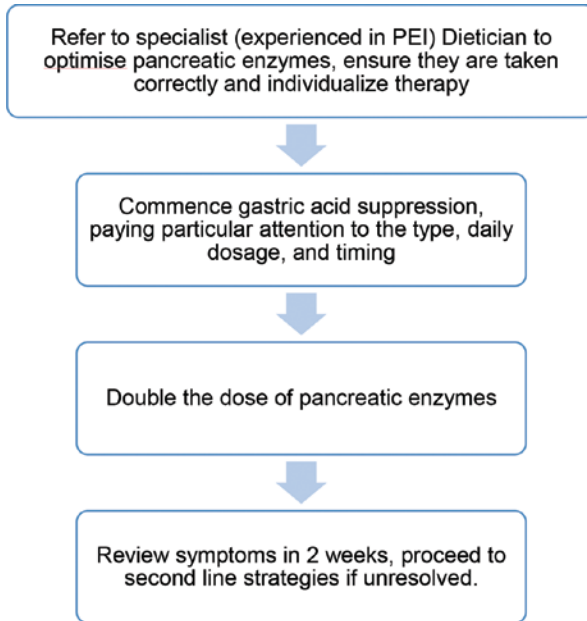 Refer to specialist (experienced in PEI) Dietician to
optimise pancreatic enzymes, ensure they are taken
correctly and individualize therapy
Commence gastric acid suppression,
paying particular attention to the type, daily
dosage, and timing
Double the dose of pancreatic enzymes
Review symptoms in 2 weeks, proceed to
second line strategies if unresolved.